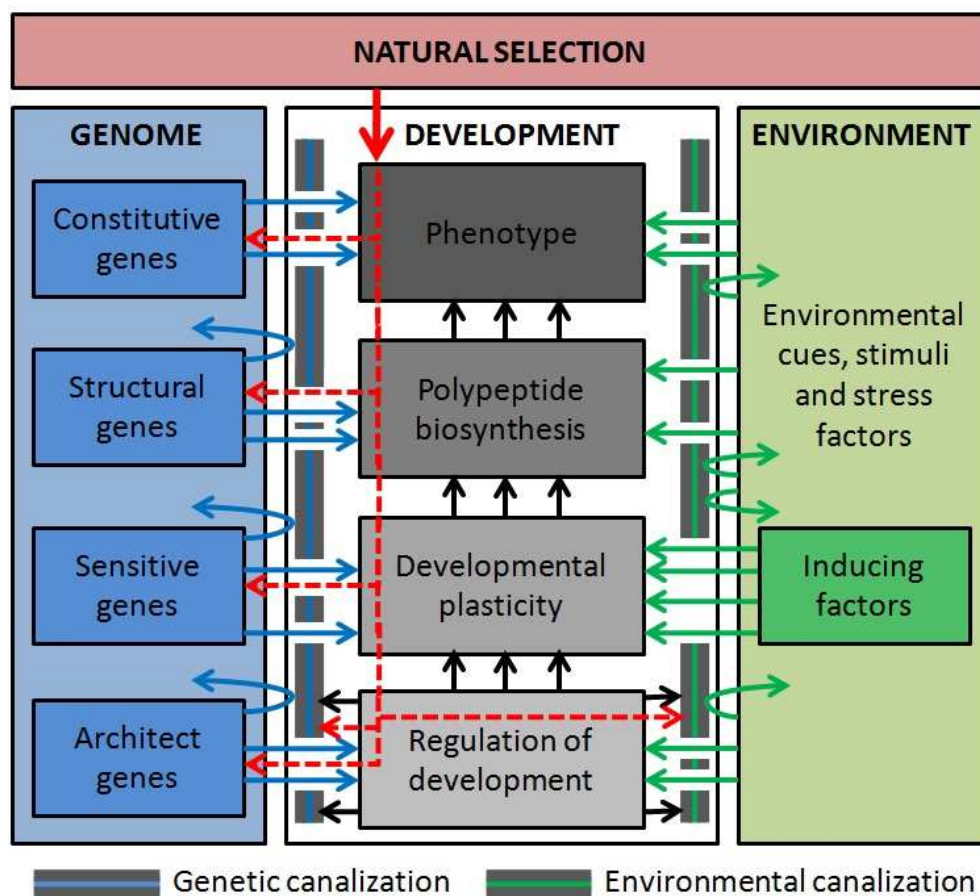 NATURAL SELECTION
GENOME
DEVELOPMENT
ENVIRONMENT
Constitutive
genes
Phenotype
Structural
genes
Polypeptide
biosynthesis
Environmental
cues, stimuli
and stress
factors
Sensitive
genes
Developmental
plasticity
Inducing
factors
Architect
genes
Regulation of
development
Genetic canalization
Environmental canalization